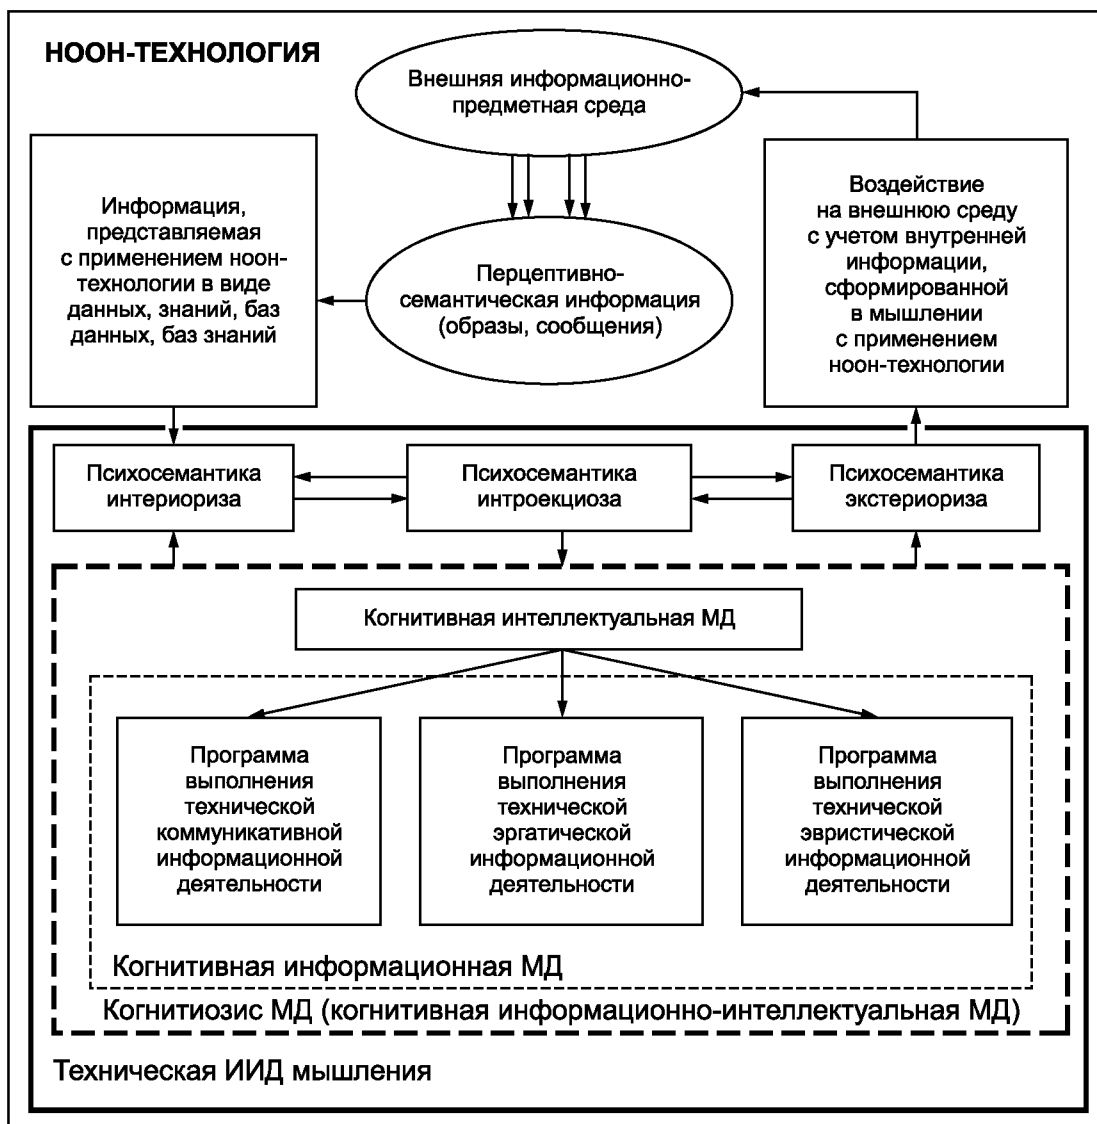 НООН-ТЕХНОЛОГИЯ
Внешняя информационно-
предметная среда
Информация,
представляемая
с применением ноон-
технологии в виде
данных, знаний, баз
данных, баз знаний
Перцептивно-
семантическая информация
(образы, сообщения)
Воздействие
на внешнюю среду
с учетом внутренней
информации,
сформированной
в мышлении
с применением
ноон-технологии
Психосемантика
интериориза
Психосемантика
интроекциоза
Психосемантика
экстериориза
Когнитивная интеллектуальная МД
Программа
выполнения
технической
коммуникативной
информационной
деятельности
Программа
выполнения
технической
эргатической
информационной
деятельности
Программа
выполнения
технической
эвристической
информационной
деятельности
Когнитивная информационная МД
Когнитиозис МД (когнитивная информационно-интеллектуальная МД)
Техническая ИИД мышления